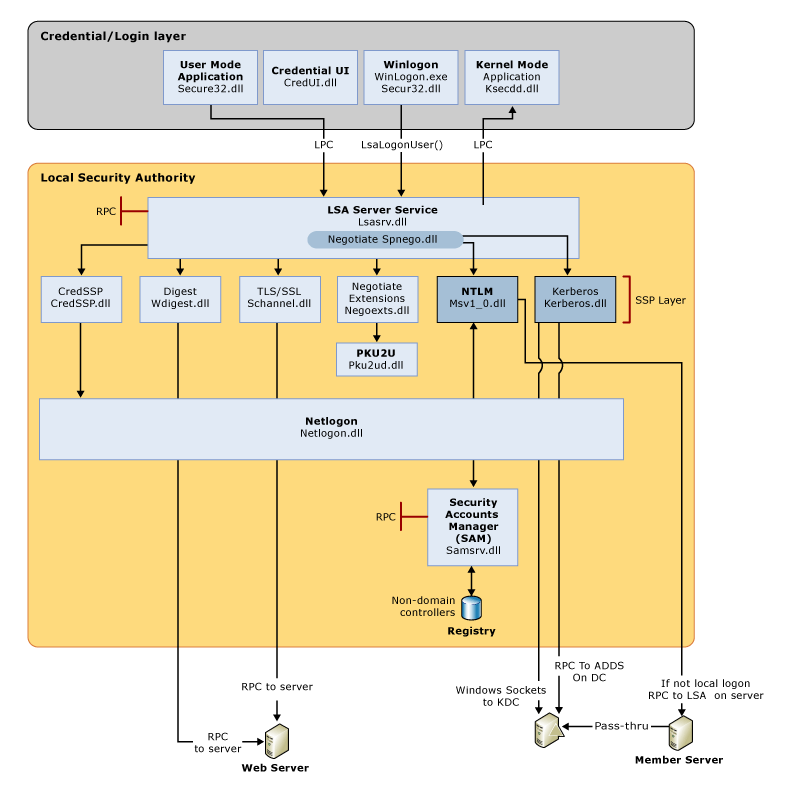 Credential/Login layer
User Mode
Application
Secure32.dll
Credential UI
CredUI.dll
Winlogon
WinLogon.exe
Secur32.dll
Kernel Mode
Application
Ksecdd.dll
LPC
LsaLogonUser()
LPC
Local Security Authority
RPC
LSA Server Service
Lsasrv.dll
Negotiate Spnego.dll
CredSSP
CredSSP.dll
Digest
Wdigest.dll
TLS/SSL
Schannel.dll
Negotiate
Extensions
Negoexts.dll
NTLM
Msv1_0.dll
Kerberos
Kerberos.dll
SSP Layer
PKU2U
Pku2ud.dll
Netlogon
Netlogon.dll
RPC
Security
Accounts
Manager
(SAM)
Samsrv.dll
Non-domain
controllers
Registry
RPC to server
RPC
to server
Web Server
Windows Sockets
to KDC
RPC To ADDS
On DC
If not local logon
RPC to LSA on server
Pass-thru
Member Server